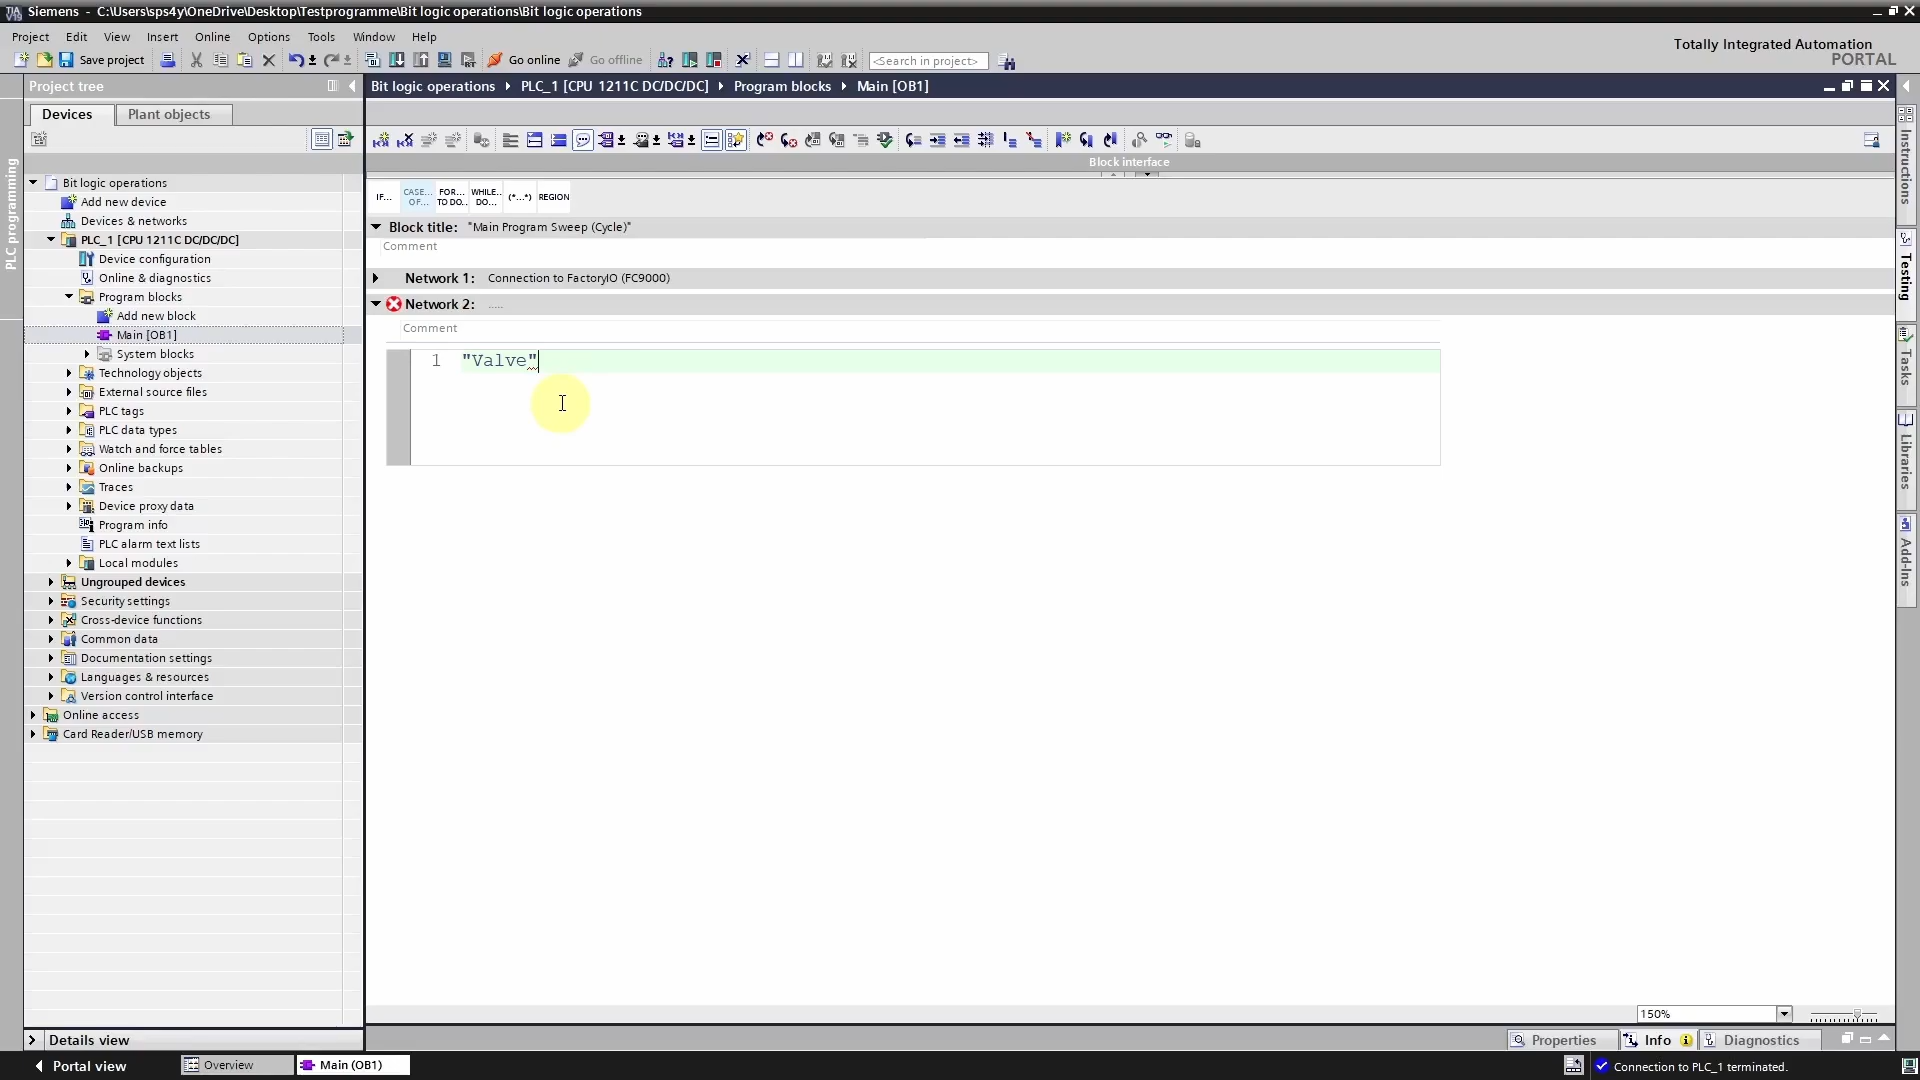 Siemens - C:\Users\sps4y\OneDrive\Desktop\Testprogramme\Bit logic operations\Bit logic operations
Project Edit View Insert Online Options Tools Window Help
Totally Integrated Automation
PORTAL
Save project Go online Go offline <Search in project>
Project tree
Bit logic operations PLC_1 [CPU 1211C DC/DC/DC] Program blocks Main [OB1]
Devices Plant objects
Block interface
IF... CASE... OF... FOR... TO DO... WHILE... DO... (*...*) REGION
Block title: "Main Program Sweep (Cycle)"
Comment
Network 1: Connection to FactoryIO (FC9000)
Network 2: .....
Comment
1 "Valve"
PLC programming
Bit logic operations
Add new device
Devices & networks
PLC_1 [CPU 1211C DC/DC/DC]
Device configuration
Online & diagnostics
Program blocks
Add new block
Main [OB1]
System blocks
Technology objects
External source files
PLC tags
PLC data types
Watch and force tables
Online backups
Traces
Device proxy data
Program info
PLC alarm text lists
Local modules
Ungrouped devices
Security settings
Cross-device functions
Common data
Documentation settings
Languages & resources
Version control interface
Online access
Card Reader/USB memory
Instructions
Testing
Tasks
Libraries
Add-Ins
150%
Details view
Properties Info Diagnostics
Portal view Overview Main (OB1) Connection to PLC_1 terminated.